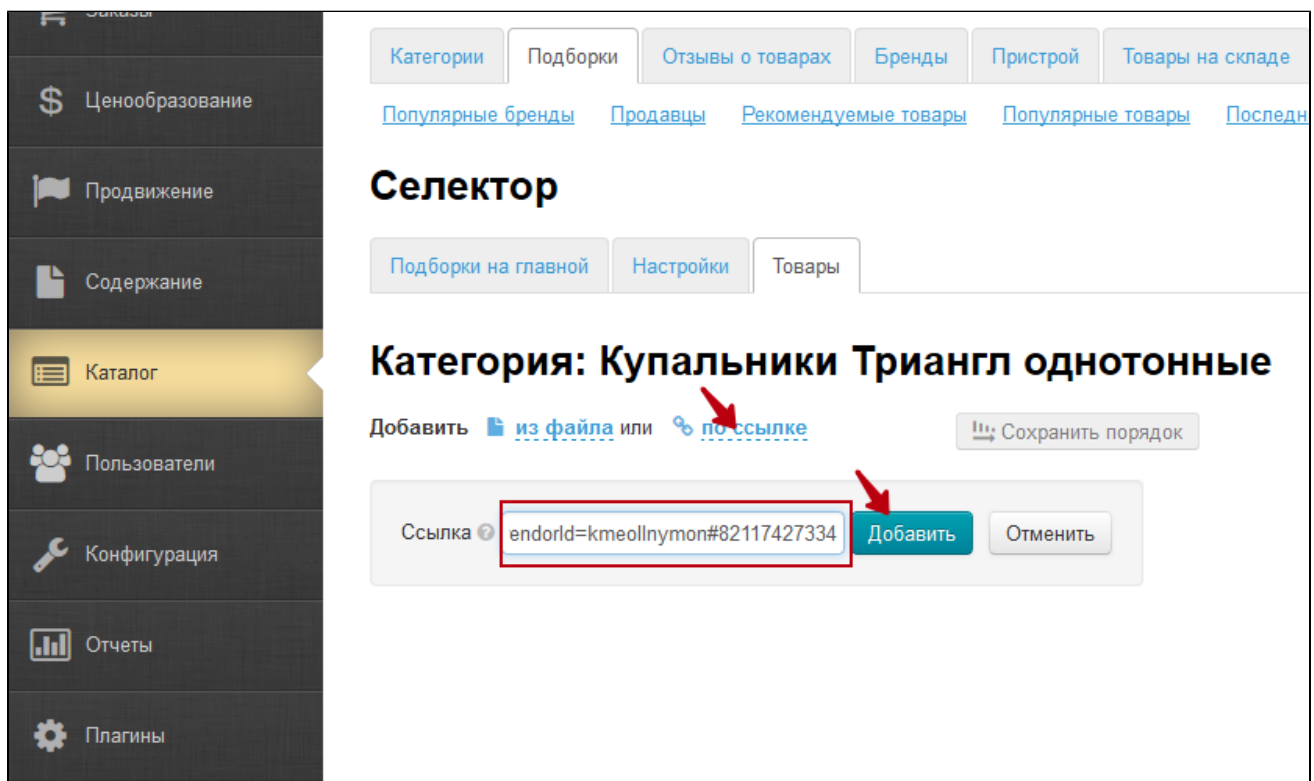 Заказы
Ценообразование
Продвижение
Содержание
Каталог
Пользователи
Конфигурация
Отчеты
Плагины
Категории Подборки Отзывы о товарах Бренды Пристрой Товары на складе
Популярные бренды Продавцы Рекомендуемые товары Популярные товары Последн
Селектор
Подборки на главной Настройки Товары
Категория: Купальники Триангл однотонные
Добавить из файла или по ссылке Сохранить порядок
Ссылка endorId=kmeollnymon#82117427334 Добавить Отменить